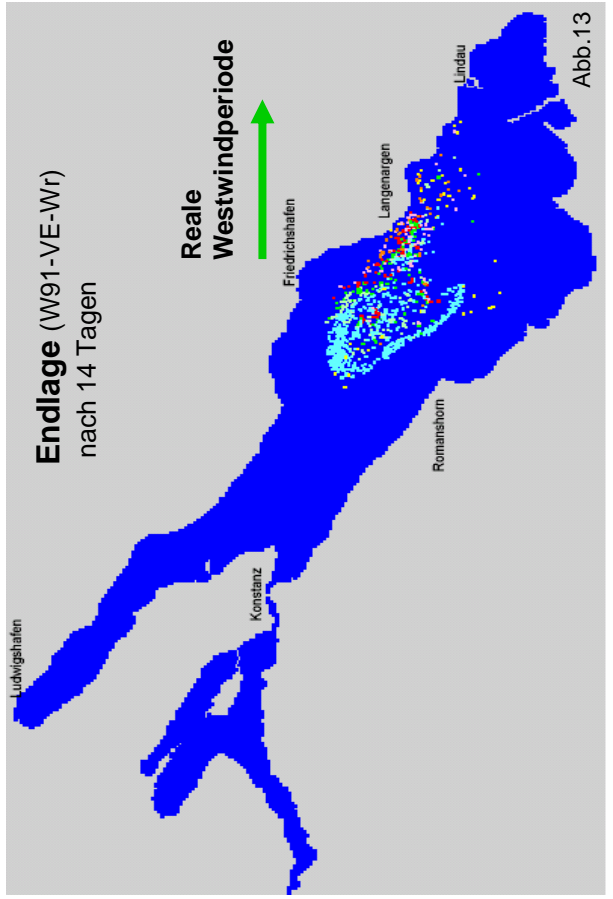 Endlage (W91-VE-Wr)
nach 14 Tagen
Reale
Westwindperiode
Ludwigshafen
Friedrichshafen
Langenargen
Lindau
Konstanz
Romanshorn
Abb.13